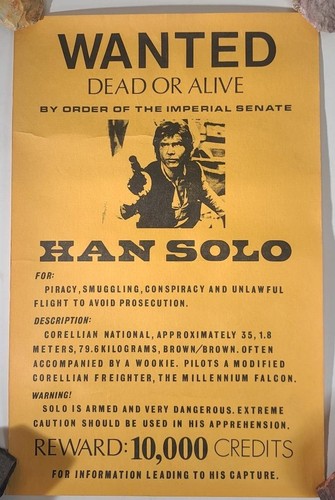 WANTED
DEAD OR ALIVE
BY ORDER OF THE IMPERIAL SENATE
HAN SOLO
FOR:
PIRACY, SMUGGLING, CONSPIRACY AND UNLAWFUL
FLIGHT TO AVOID PROSECUTION.
DESCRIPTION:
CORELLIAN NATIONAL, APPROXIMATELY 35, 1.8
METERS, 79.6 KILOGRAMS, BROWN/BROWN. OFTEN
ACCOMPANIED BY A WOOKIE. PILOTS A MODIFIED
CORELLIAN FREIGHTER, THE MILLENNIUM FALCON.
WARNING!
SOLO IS ARMED AND VERY DANGEROUS. EXTREME
CAUTION SHOULD BE USED IN HIS APPREHENSION.
REWARD: 10,000 CREDITS
FOR INFORMATION LEADING TO HIS CAPTURE.